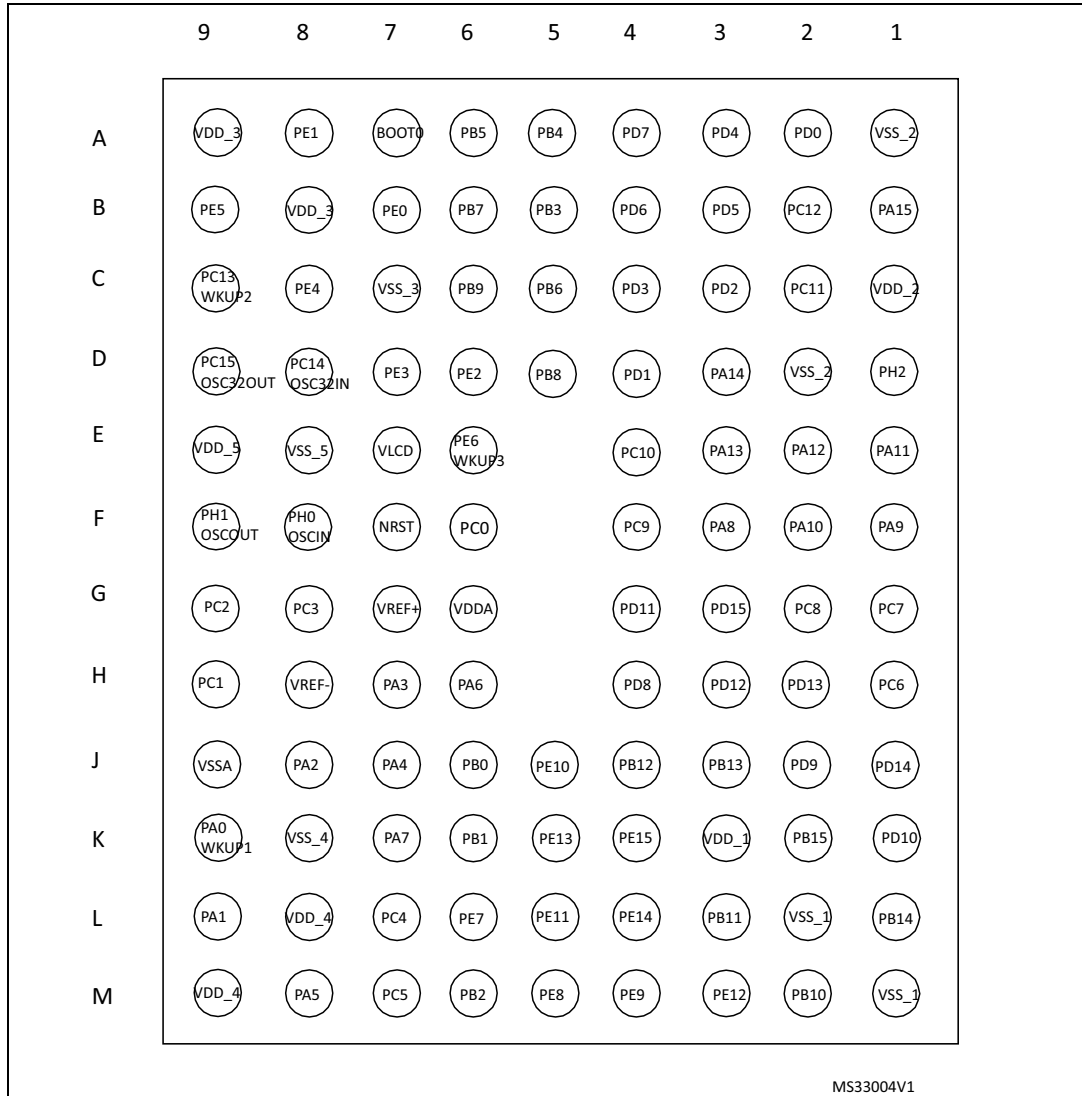 9 8 7 6 5 4 3 2 1
A VDD_3 PE1 BOOT0 PB5 PB4 PD7 PD4 PD0 VSS_2
B PE5 VDD_3 PE0 PB7 PB3 PD6 PD5 PC12 PA15
C PC13 WKUP2 PE4 VSS_3 PB9 PB6 PD3 PD2 PC11 VDD_2
D PC15 OSC32OUT PC14 OSC32IN PE3 PE2 PB8 PD1 PA14 VSS_2 PH2
E VDD_5 VSS_5 VLCD PE6 WKUP3 PC10 PA13 PA12 PA11
F PH1 OSCOUT PH0 OSCIN NRST PC0 PC9 PA8 PA10 PA9
G PC2 PC3 VREF+ VDDA PD11 PD15 PC8 PC7
H PC1 VREF- PA3 PA6 PD8 PD12 PD13 PC6
J VSSA PA2 PA4 PB0 PE10 PB12 PB13 PD9 PD14
K PA0 WKUP1 VSS_4 PA7 PB1 PE13 PE15 VDD_1 PB15 PD10
L PA1 VDD_4 PC4 PE7 PE11 PE14 PB11 VSS_1 PB14
M VDD_4 PA5 PC5 PB2 PE8 PE9 PE12 PB10 VSS_1
MS33004V1